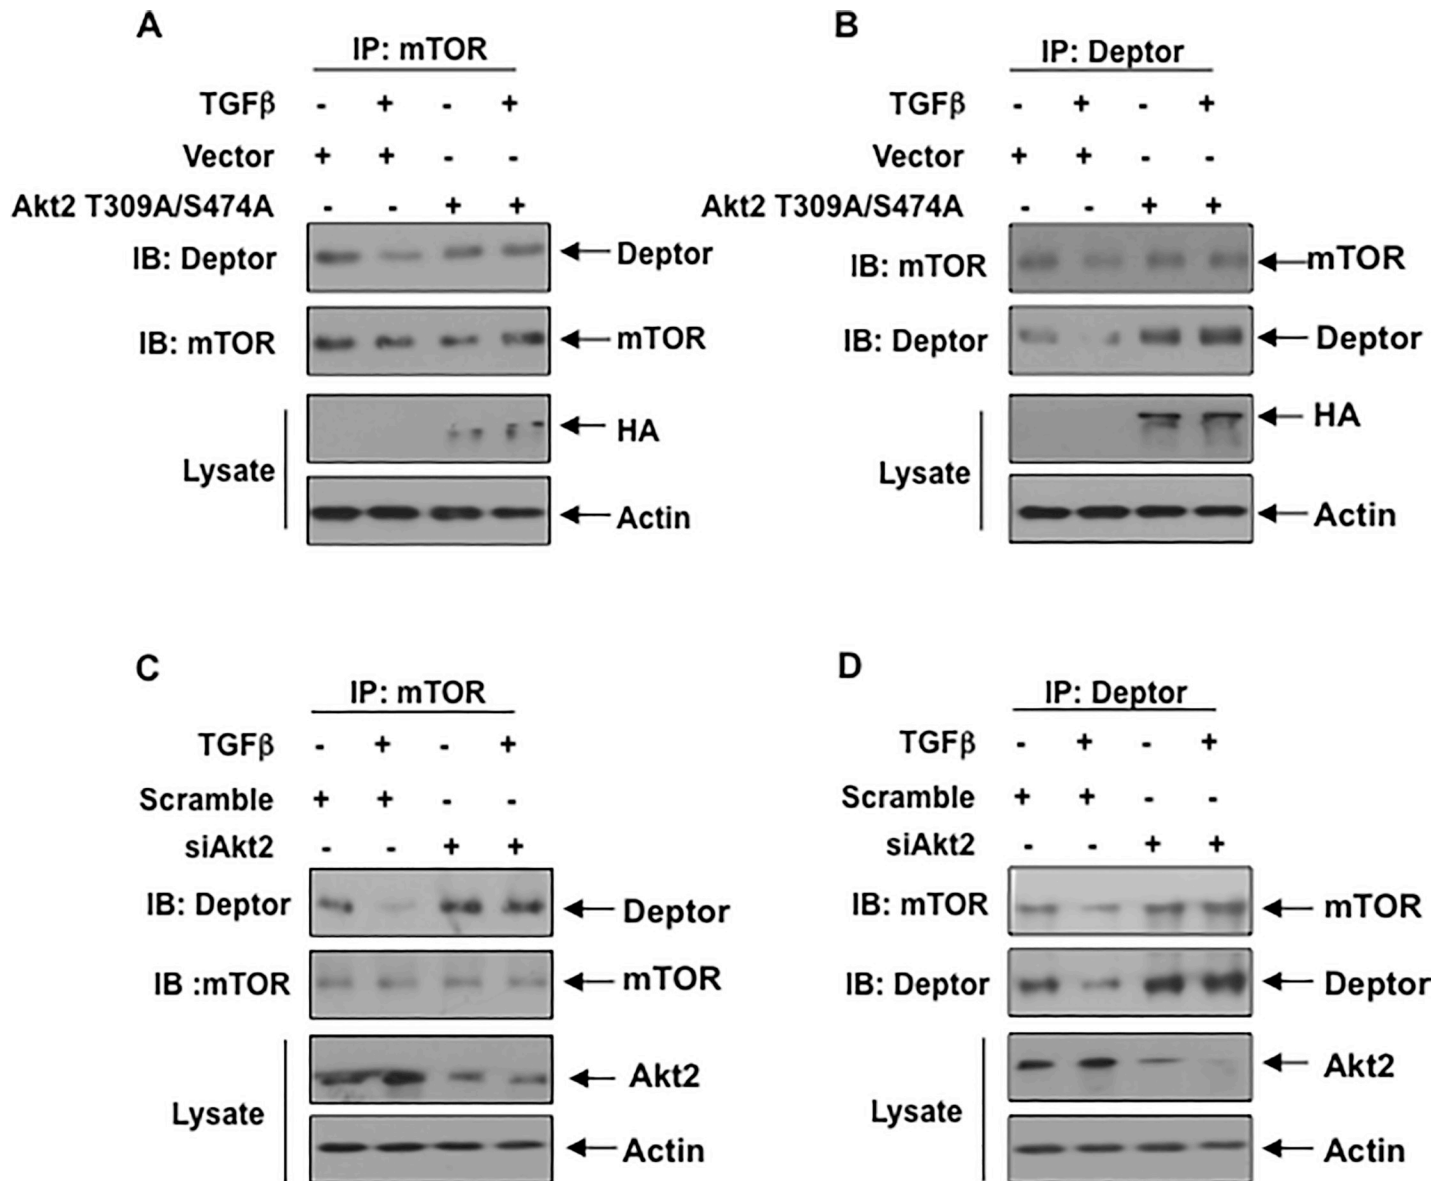 A
IP: mTOR
TGFβ - + - +
Vector + + - -
Akt2 T309A/S474A - - + +
IB: Deptor Deptor
IB: mTOR mTOR
HA
Lysate
Actin
B
IP: Deptor
TGFβ - + - +
Vector + + - -
Akt2 T309A/S474A - - + +
IB: mTOR mTOR
IB: Deptor Deptor
HA
Lysate
Actin
C
IP: mTOR
TGFβ - + - +
Scramble + + - -
siAkt2 - - + +
IB: Deptor Deptor
IB :mTOR mTOR
Akt2
Lysate
Actin
D
IP: Deptor
TGFβ - + - +
Scramble + + - -
siAkt2 - - + +
IB: mTOR mTOR
IB: Deptor Deptor
Akt2
Lysate
Actin